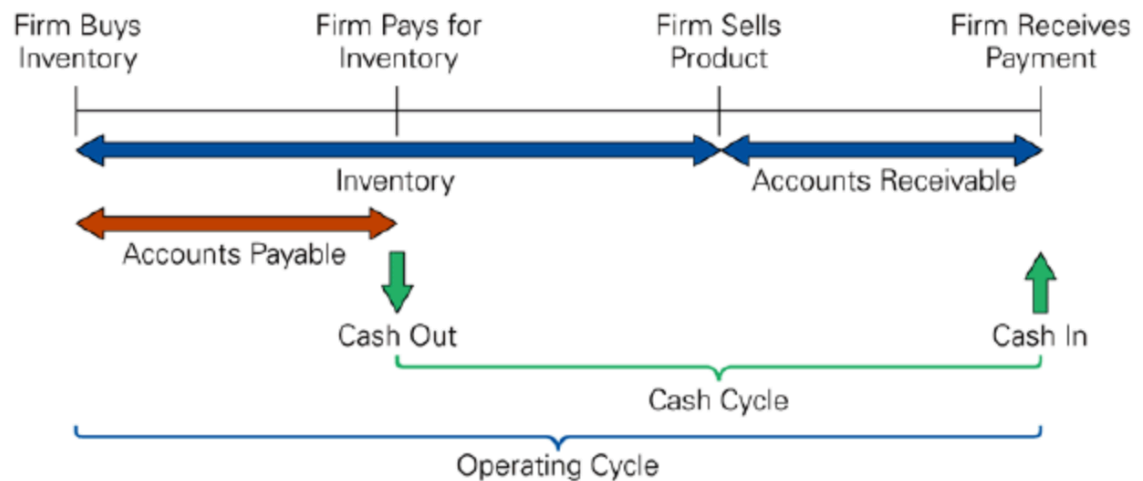 Firm Buys
Inventory
Firm Pays for
Inventory
Firm Sells
Product
Firm Receives
Payment
Inventory
Accounts Receivable
Accounts Payable
Cash Out
Cash In
Cash Cycle
Operating Cycle